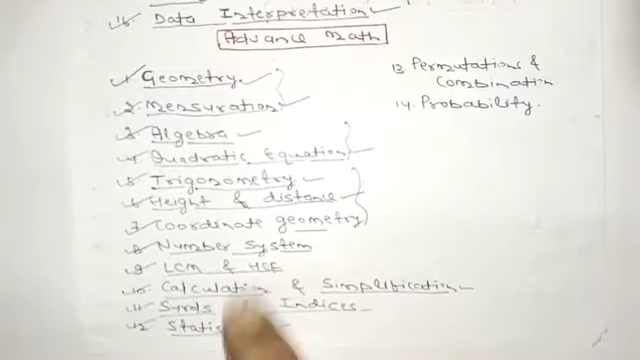 16. Data Interpretation
Advance Math
1. Geometry
2. Mensuration
3. Algebra
4. Quadratic Equation
5. Trigonometry
6. Height & distance
7. Coordinate geometry
8. Number system
9. LCM & HCF
10. Calculation & Simplification
11. Surds Indices
12. Statis
13. Permutations &
Combination
14. Probability.